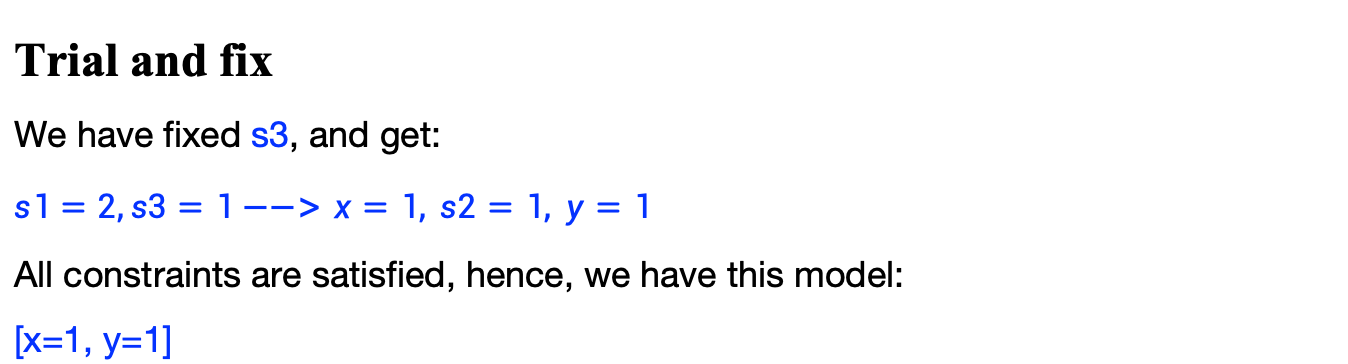 Trial and fix
We have fixed s3, and get:
s1 = 2, s3 = 1 −−> x = 1, s2 = 1, y = 1
All constraints are satisfied, hence, we have this model:
[x=1, y=1]